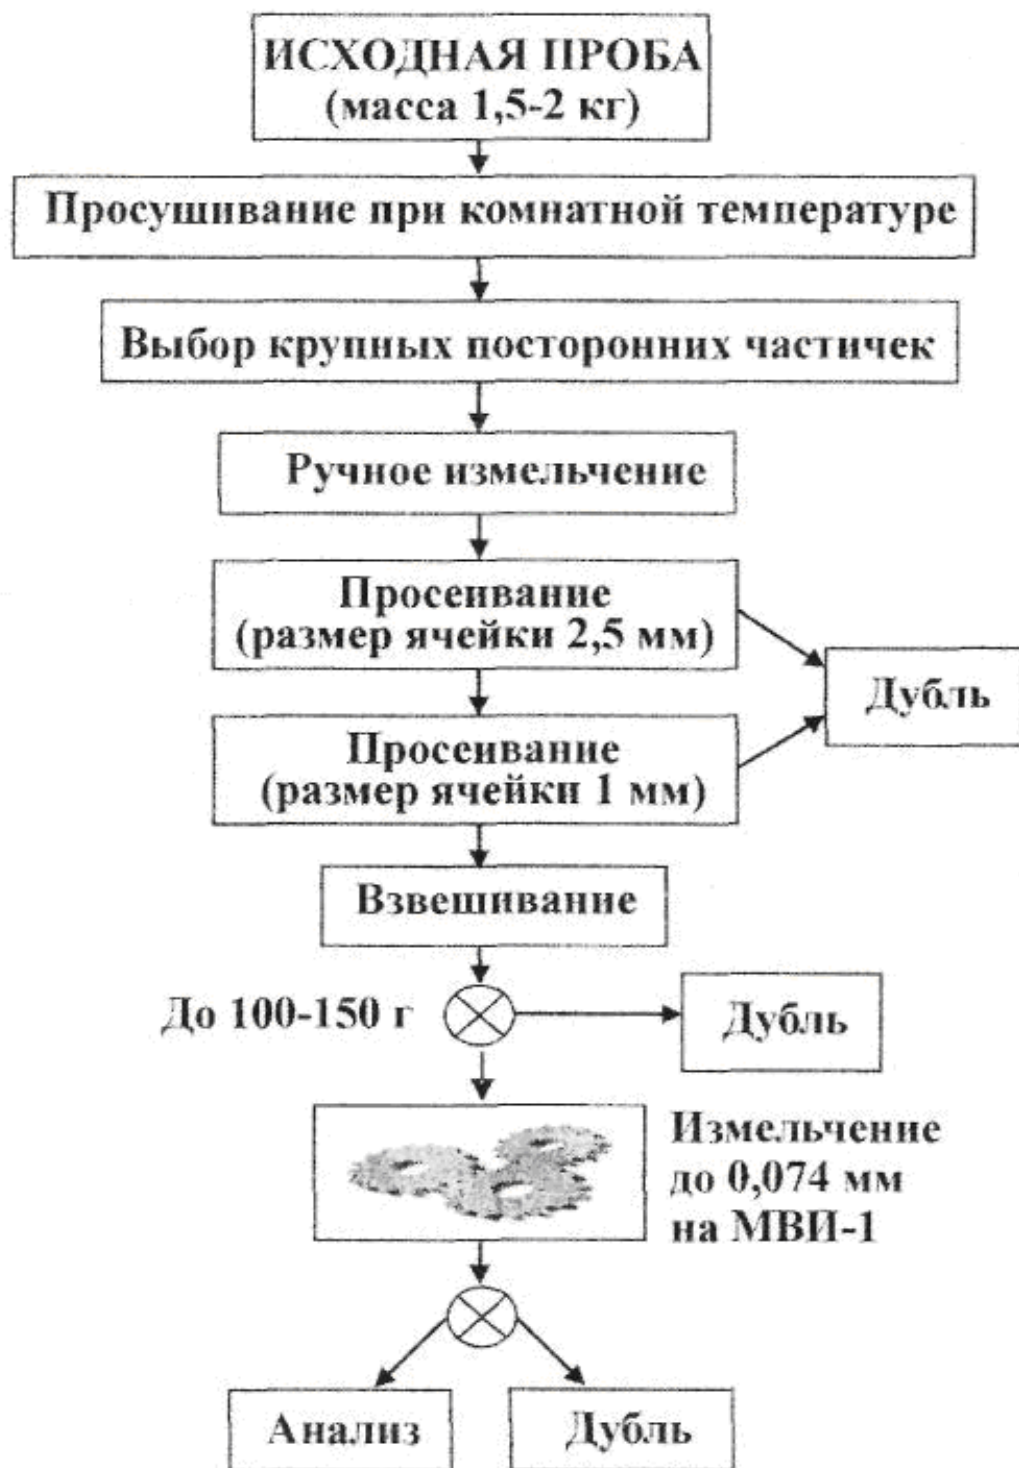 ИСХОДНАЯ ПРОБА
(масса 1,5-2 кг)
Просушивание при комнатной температуре
Выбор крупных посторонних частичек
Ручное измельчение
Просеивание
(размер ячейки 2,5 мм)
Дубль
Просеивание
(размер ячейки 1 мм)
Взвешивание
До 100-150 г
Дубль
Измельчение
до 0,074 мм
на МВИ-1
Анализ
Дубль